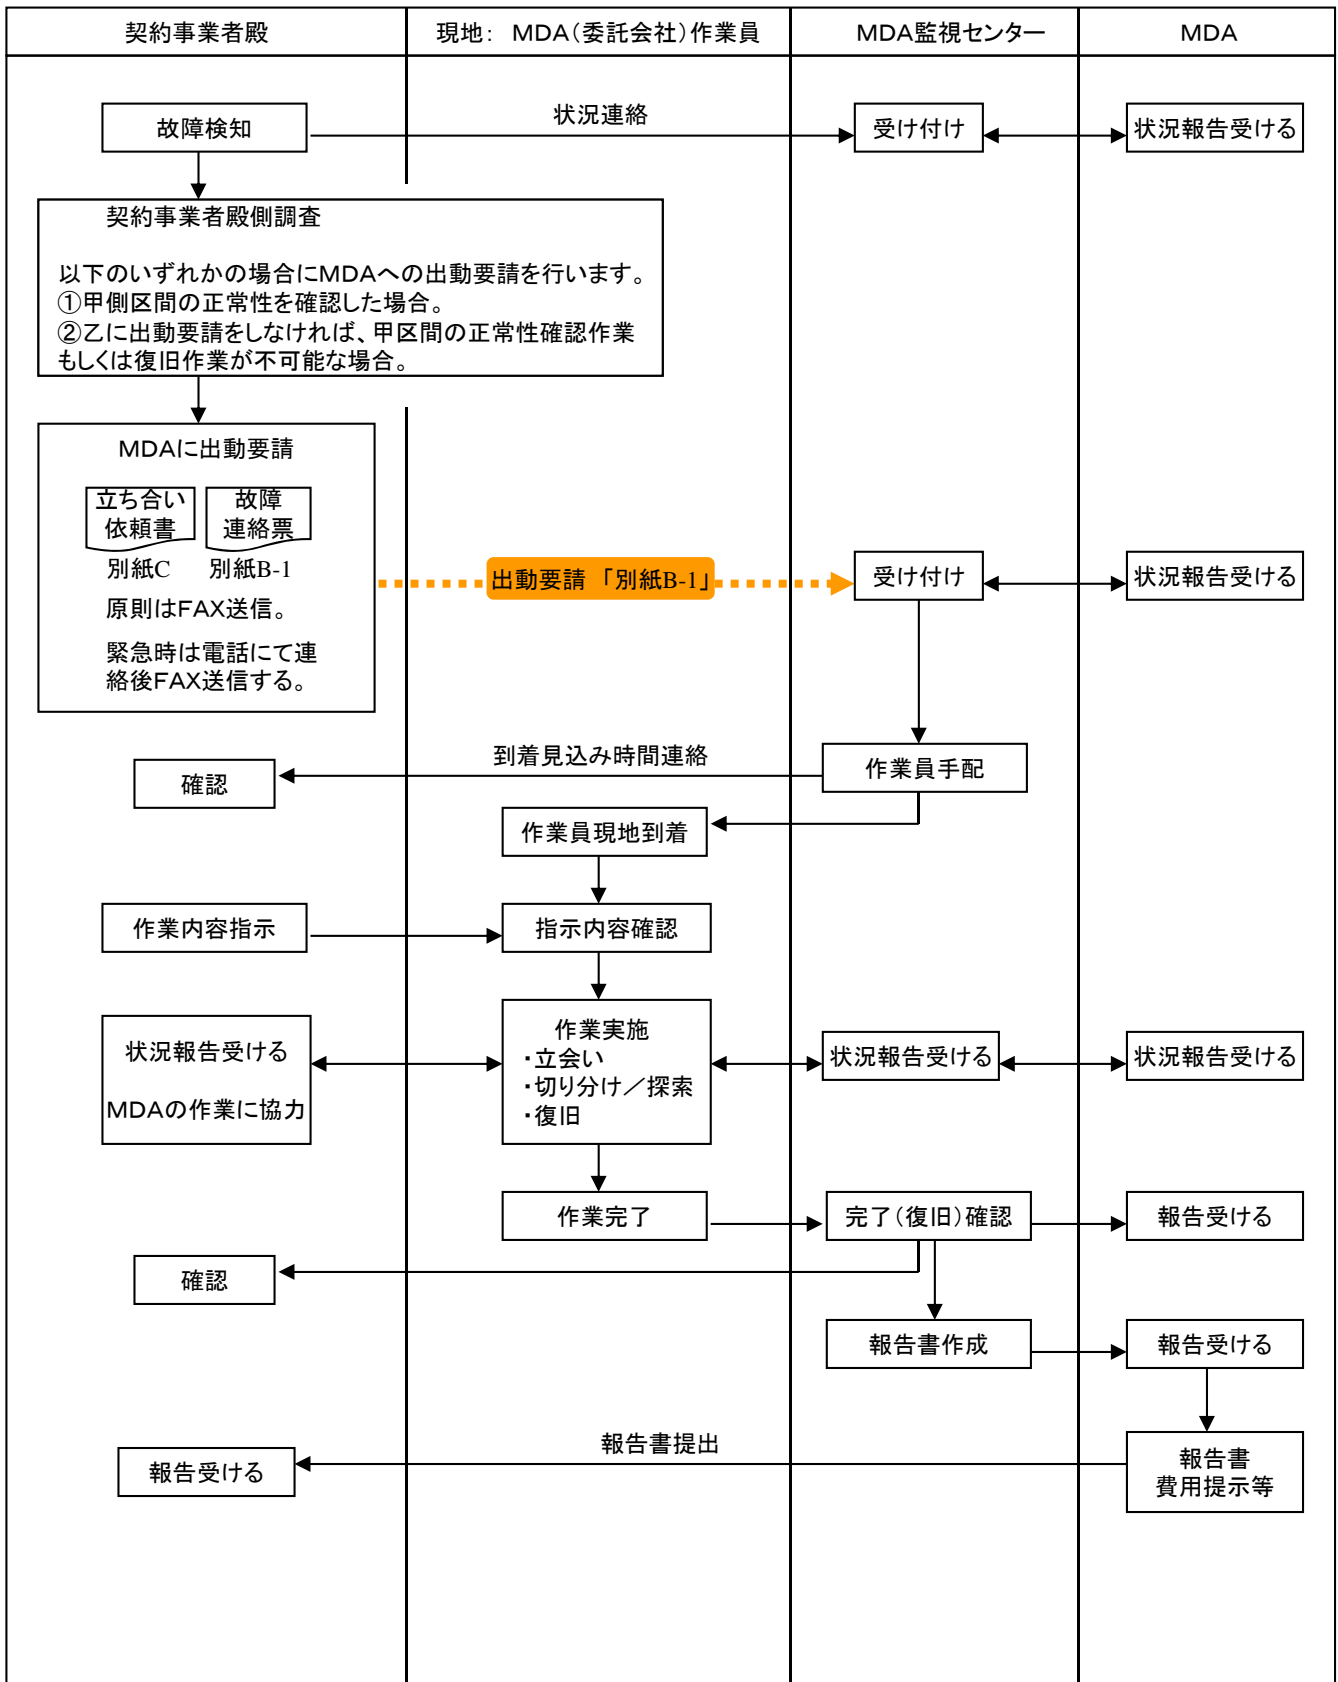 契約事業者殿
現地： MDA(委託会社)作業員
MDA監視センター
MDA
故障検知
状況連絡
受け付け
状況報告受ける
契約事業者殿側調査
以下のいずれかの場合にMDAへの出動要請を行います。
①甲側区間の正常性を確認した場合。
②乙に出動要請をしなければ、甲区間の正常性確認作業
もしくは復旧作業が不可能な場合。
MDAに出動要請
立ち合い
依頼書
故障
連絡票
別紙C
別紙B-1
原則はFAX送信。
緊急時は電話にて連
絡後FAX送信する。
出動要請 「別紙B-1」
受け付け
状況報告受ける
到着見込み時間連絡
作業員手配
確認
作業員現地到着
作業内容指示
指示内容確認
状況報告受ける
MDAの作業に協力
作業実施
・立会い
・切り分け／探索
・復旧
状況報告受ける
状況報告受ける
作業完了
完了(復旧)確認
報告受ける
確認
報告書作成
報告受ける
報告書提出
報告受ける
報告書
費用提示等